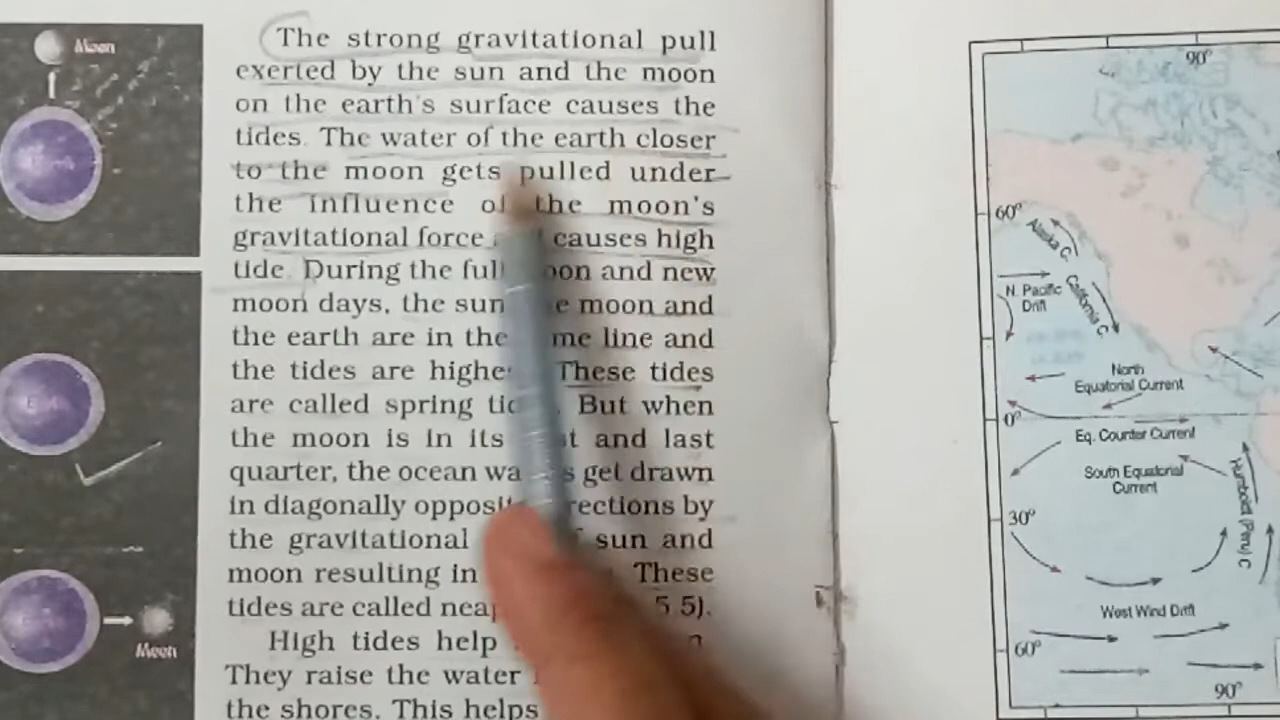 Moon
Moon
The strong gravitational pull
exerted by the sun and the moon
on the earth's surface causes the
tides. The water of the earth closer
to the moon gets pulled under
the influence of the moon's
gravitational force causes high
tide. During the full and new
moon days, the sun moon and
the earth are in the line and
the tides are These tides
are called spring But when
the moon is in its and last
quarter, the ocean get drawn
in diagonally by
the gravitational sun and
moon resulting in These
tides are called 5.5).
High tides help
They raise the water
the shores. This helps
90°
60°
Alaska C.
N. Pacific
Drift
California C.
North
Equatorial Current
0°
Eq. Counter Current
South Equatorial
Current
Humboldt (Peru) C
30°
West Wind Drift
60°
90°